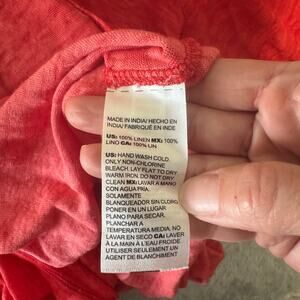 MADE IN INDIA/HECHO EN
INDIA/FABRIQUÉ EN INDE
US: 100% LINEN MX: 100%
LINO CA: 100% LIN
US: HAND WASH COLD.
ONLY NON-CHLORINE
BLEACH. LAY FLAT TO DRY
WARM IRON. DO NOT DRY
CLEAN MX: LAVAR A MANO
CON AGUA FRIA.
SOLAMENTE
BLANQUEADOR SIN CLORO
PONER EN UN LUGAR
PLANO PARA SECAR.
PLANCHAR A
TEMPERATURA MEDIA. NO
LAVAR EN SECO CA: LAVER
À LA MAIN À L'EAU FROIDE
UTILISER SEULEMENT UN
AGENT DE BLANCHIMENT